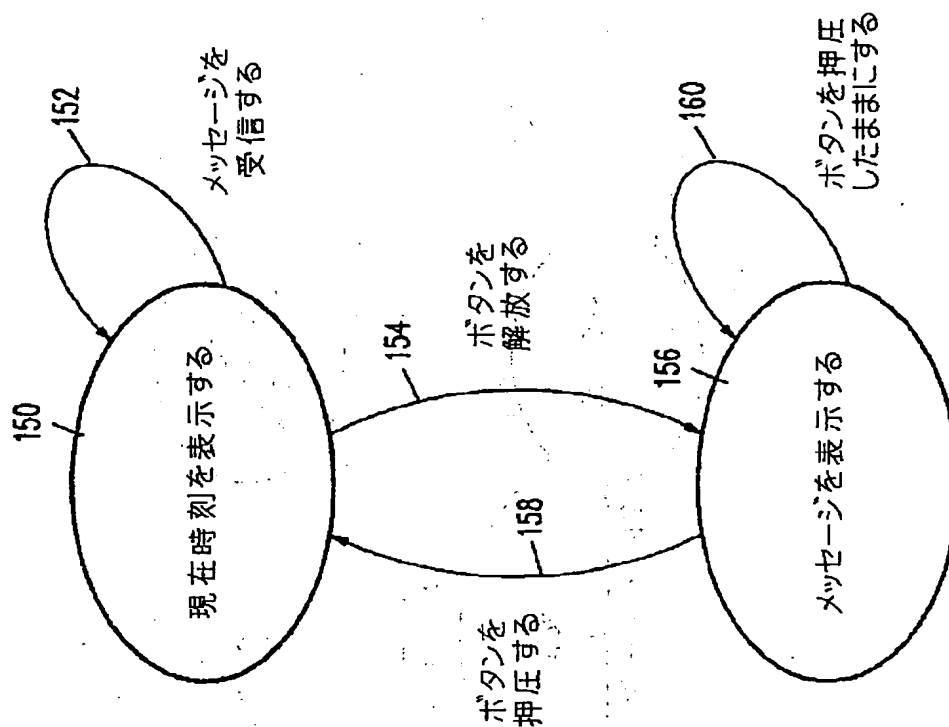 150
現在時刻を表示する
152
メッセージを
受信する
154
ボタンを
解放する
158
ボタンを
押圧する
156
メッセージを表示する
160
ボタンを押圧
したままにする